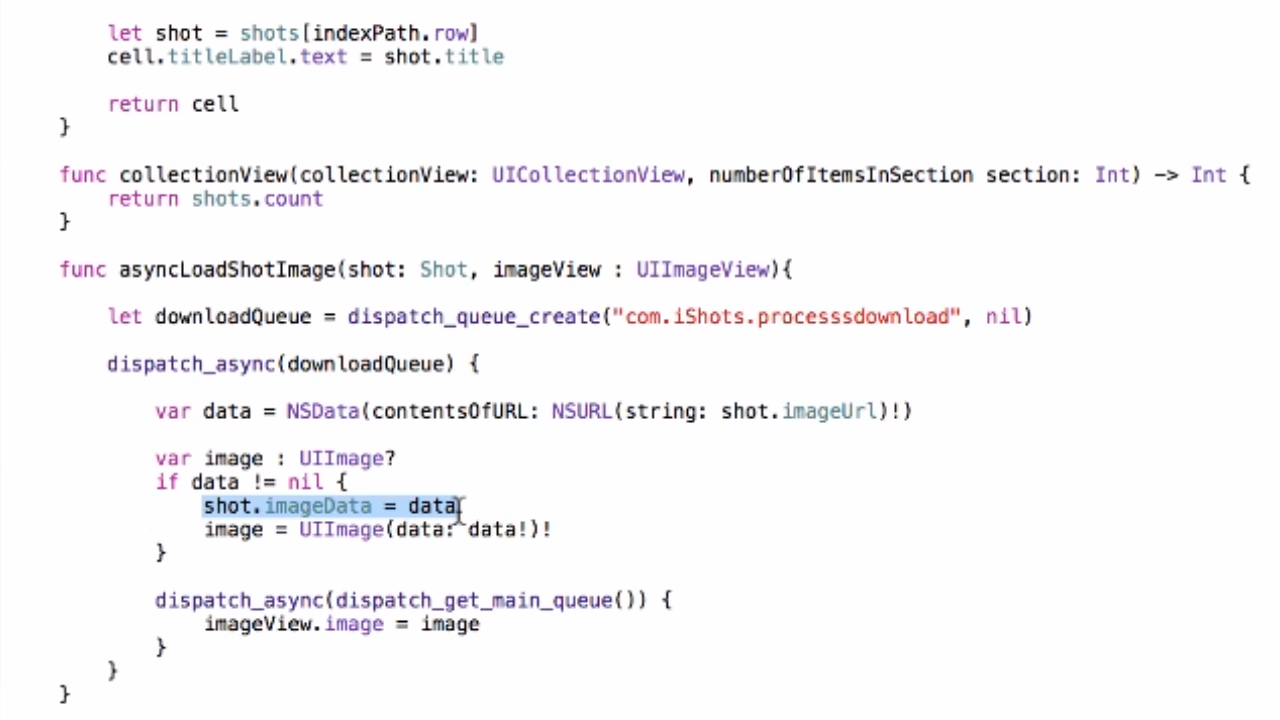 let shot = shots[indexPath.row]
cell.titleLabel.text = shot.title
return cell
}
func collectionView(collectionView: UICollectionView, numberOfItemsInSection section: Int) -> Int {
return shots.count
}
func asyncLoadShotImage(shot: Shot, imageView : UIImageView){
let downloadQueue = dispatch_queue_create("com.iShots.processsdownload", nil)
dispatch_async(downloadQueue) {
var data = NSData(contentsOfURL: NSURL(string: shot.imageUrl)!)
var image : UIImage?
if data != nil {
shot.imageData = data
image = UIImage(data: data!)!
}
dispatch_async(dispatch_get_main_queue()) {
imageView.image = image
}
}
}